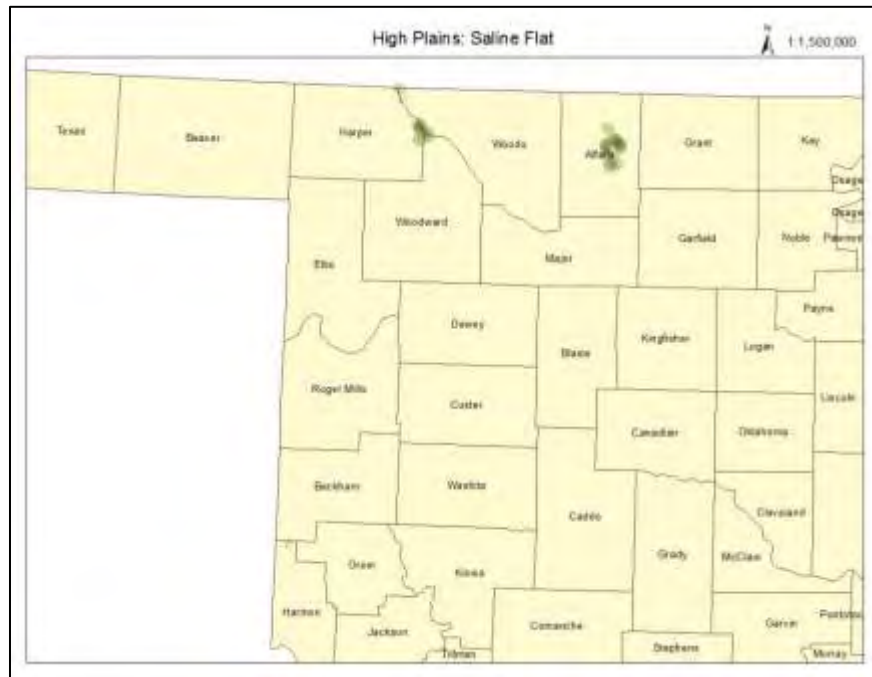 High Plains: Saline Flat
N
1:1,500,000
Texas
Beaver
Harper
Woods
Alfalfa
Grant
Kay
Osage
Woodward
Osage
Ellis
Major
Garfield
Noble
Pawnee
Dewey
Blaine
Kingfisher
Logan
Payne
Roger Mills
Custer
Canadian
Oklahoma
Lincoln
Beckham
Washita
Caddo
Cleveland
Grady
McClain
Greer
Kiowa
Harmon
Jackson
Comanche
Garvin
Tillman
Stephens
Murray